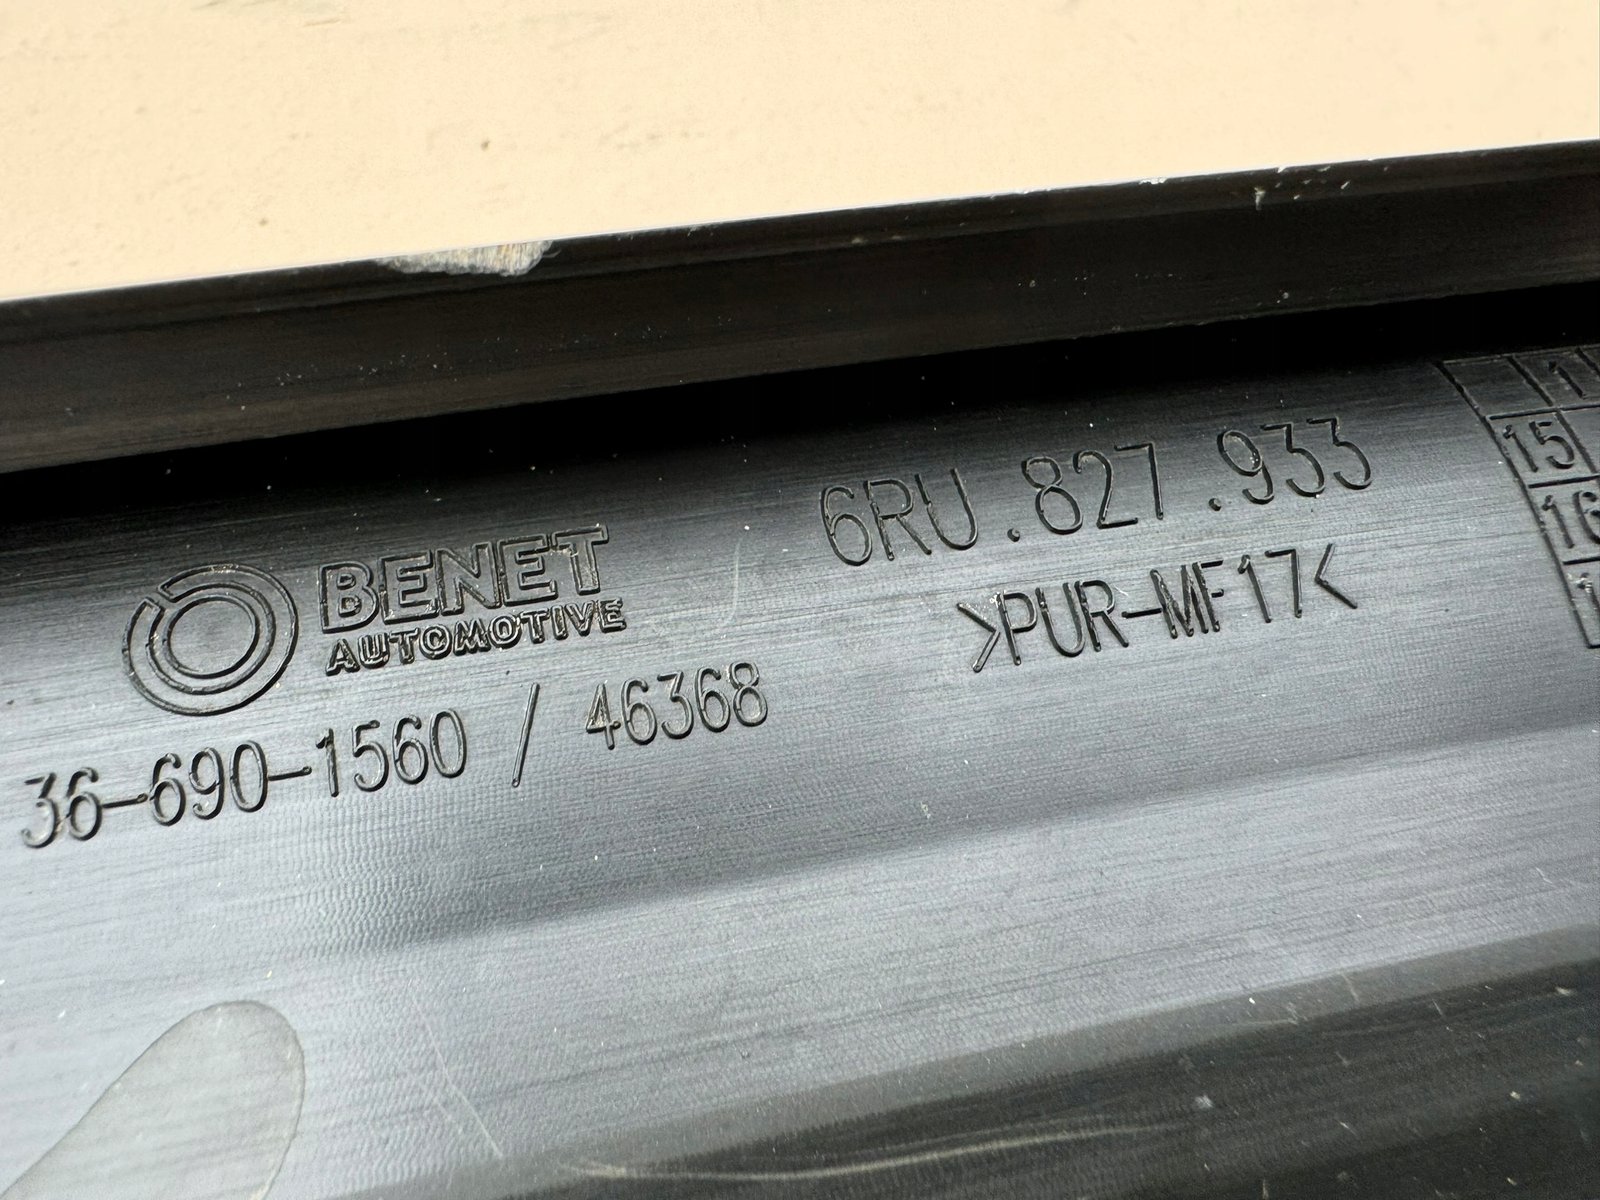 BENET
AUTOMOTIVE
36-690-1560 / 46368
6RU.827.933
>PUR-MF17<
15
16